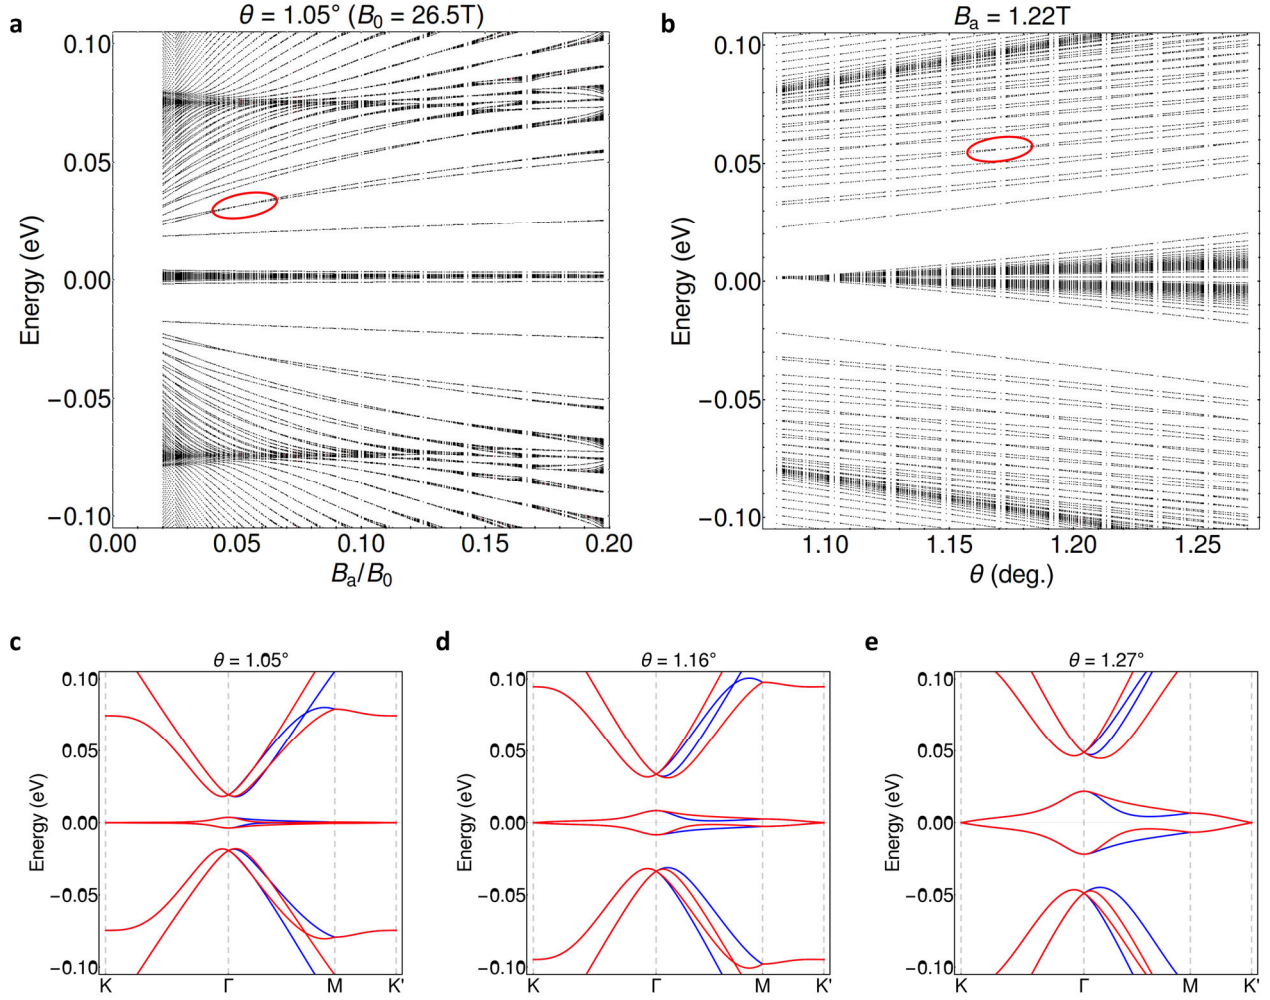 a
θ = 1.05° (B₀ = 26.5T)
0.10
0.05
0.00
−0.05
−0.10
Energy (eV)
0.00 0.05 0.10 0.15 0.20
Bₐ/B₀
b
Bₐ = 1.22T
0.10
0.05
0.00
−0.05
−0.10
Energy (eV)
1.10 1.15 1.20 1.25
θ (deg.)
c
θ = 1.05°
0.10
0.05
0.00
−0.05
−0.10
Energy (eV)
K Γ M K'
d
θ = 1.16°
0.10
0.05
0.00
−0.05
−0.10
Energy (eV)
K Γ M K'
e
θ = 1.27°
0.10
0.05
0.00
−0.05
−0.10
Energy (eV)
K Γ M K'